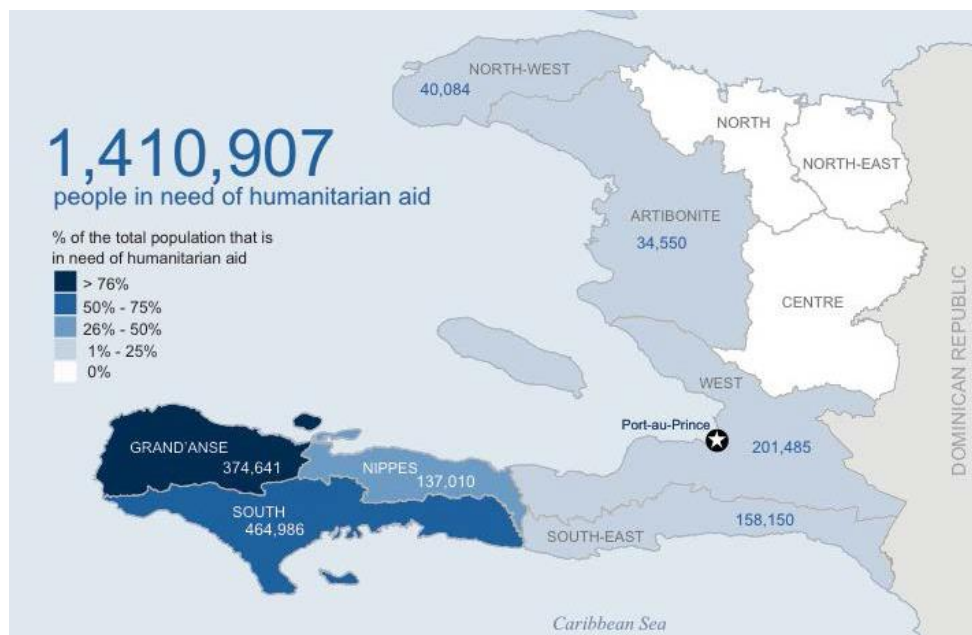 NORTH-WEST
40,084
1,410,907
people in need of humanitarian aid
% of the total population that is
in need of humanitarian aid
> 76%
50% - 75%
26% - 50%
1% - 25%
0%
NORTH
NORTH-EAST
ARTIBONITE
34,550
CENTRE
DOMINICAN REPUBLIC
WEST
Port-au-Prince
201,485
GRAND'ANSE
374,641
NIPPES
137,010
SOUTH
464,986
158,150
SOUTH-EAST
Caribbean Sea